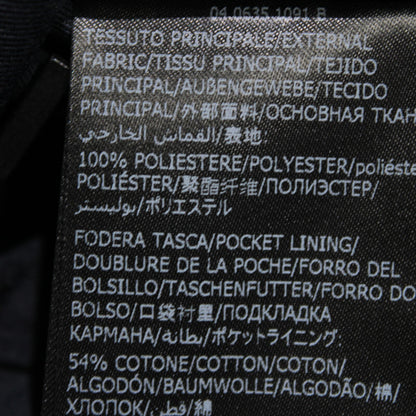 04 0635 1091 B
TESSUTO PRINCIPALE/EXTERNAL
FABRIC/TISSU PRINCIPAL/TEJIDO
PRINCIPAL/AUßENGEWEBE/TECIDO
PRINCIPAL/外部面料/ОСНОВНАЯ ТКАН
القماش الخارجي/表地:
100% POLIESTERE/POLYESTER/poliéste
POLIÉSTER/聚酯纤维/ПОЛИЭСТЕР/
بوليستر/ポリエステル
FODERA TASCA/POCKET LINING/
DOUBLURE DE LA POCHE/FORRO DEL
BOLSILLO/TASCHENFUTTER/FORRO DO
BOLSO/口袋衬里/ПОДКЛАДКА
КАРМАНА/بطانة/ポケットライニング:
54% COTONE/COTTON/COTON/
ALGODÓN/BAUMWOLLE/ALGODÃO/棉/
ХЛОПОК/قطن/綿